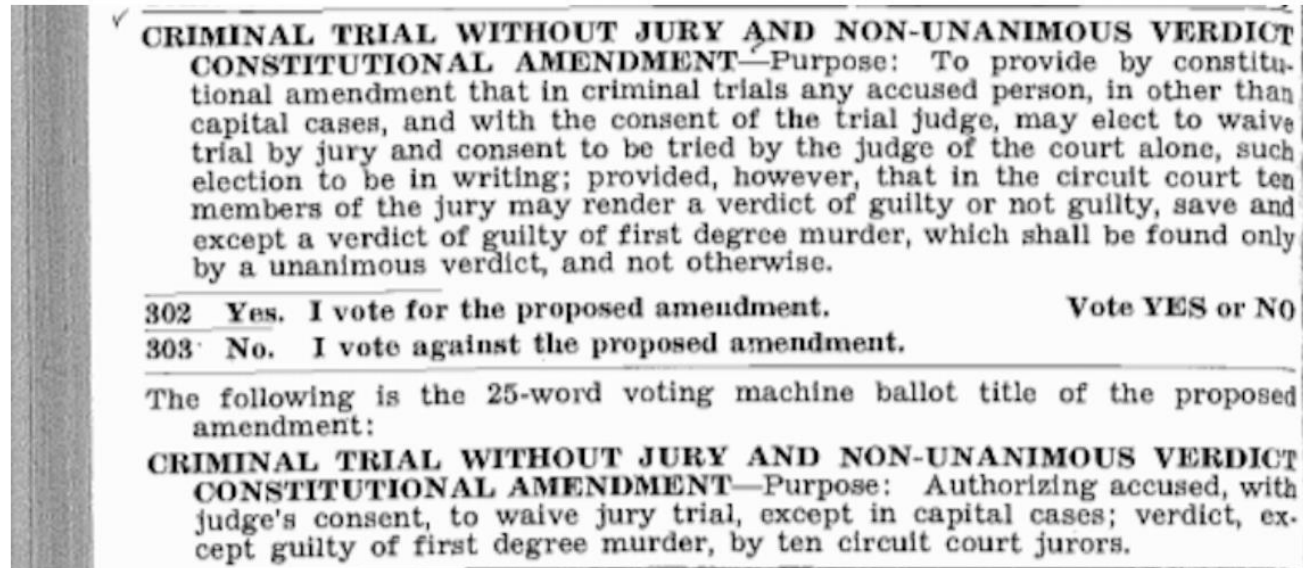 CRIMINAL TRIAL WITHOUT JURY AND NON-UNANIMOUS VERDICT
CONSTITUTIONAL AMENDMENT—Purpose: To provide by constitu-
tional amendment that in criminal trials any accused person, in other than
capital cases, and with the consent of the trial judge, may elect to waive
trial by jury and consent to be tried by the judge of the court alone, such
election to be in writing; provided, however, that in the circuit court ten
members of the jury may render a verdict of guilty or not guilty, save and
except a verdict of guilty of first degree murder, which shall be found only
by a unanimous verdict, and not otherwise.
302 Yes. I vote for the proposed amendment. Vote YES or NO
303 No. I vote against the proposed amendment.
The following is the 25-word voting machine ballot title of the proposed
amendment:
CRIMINAL TRIAL WITHOUT JURY AND NON-UNANIMOUS VERDICT
CONSTITUTIONAL AMENDMENT—Purpose: Authorizing accused, with
judge's consent, to waive jury trial, except in capital cases; verdict, ex-
cept guilty of first degree murder, by ten circuit court jurors.